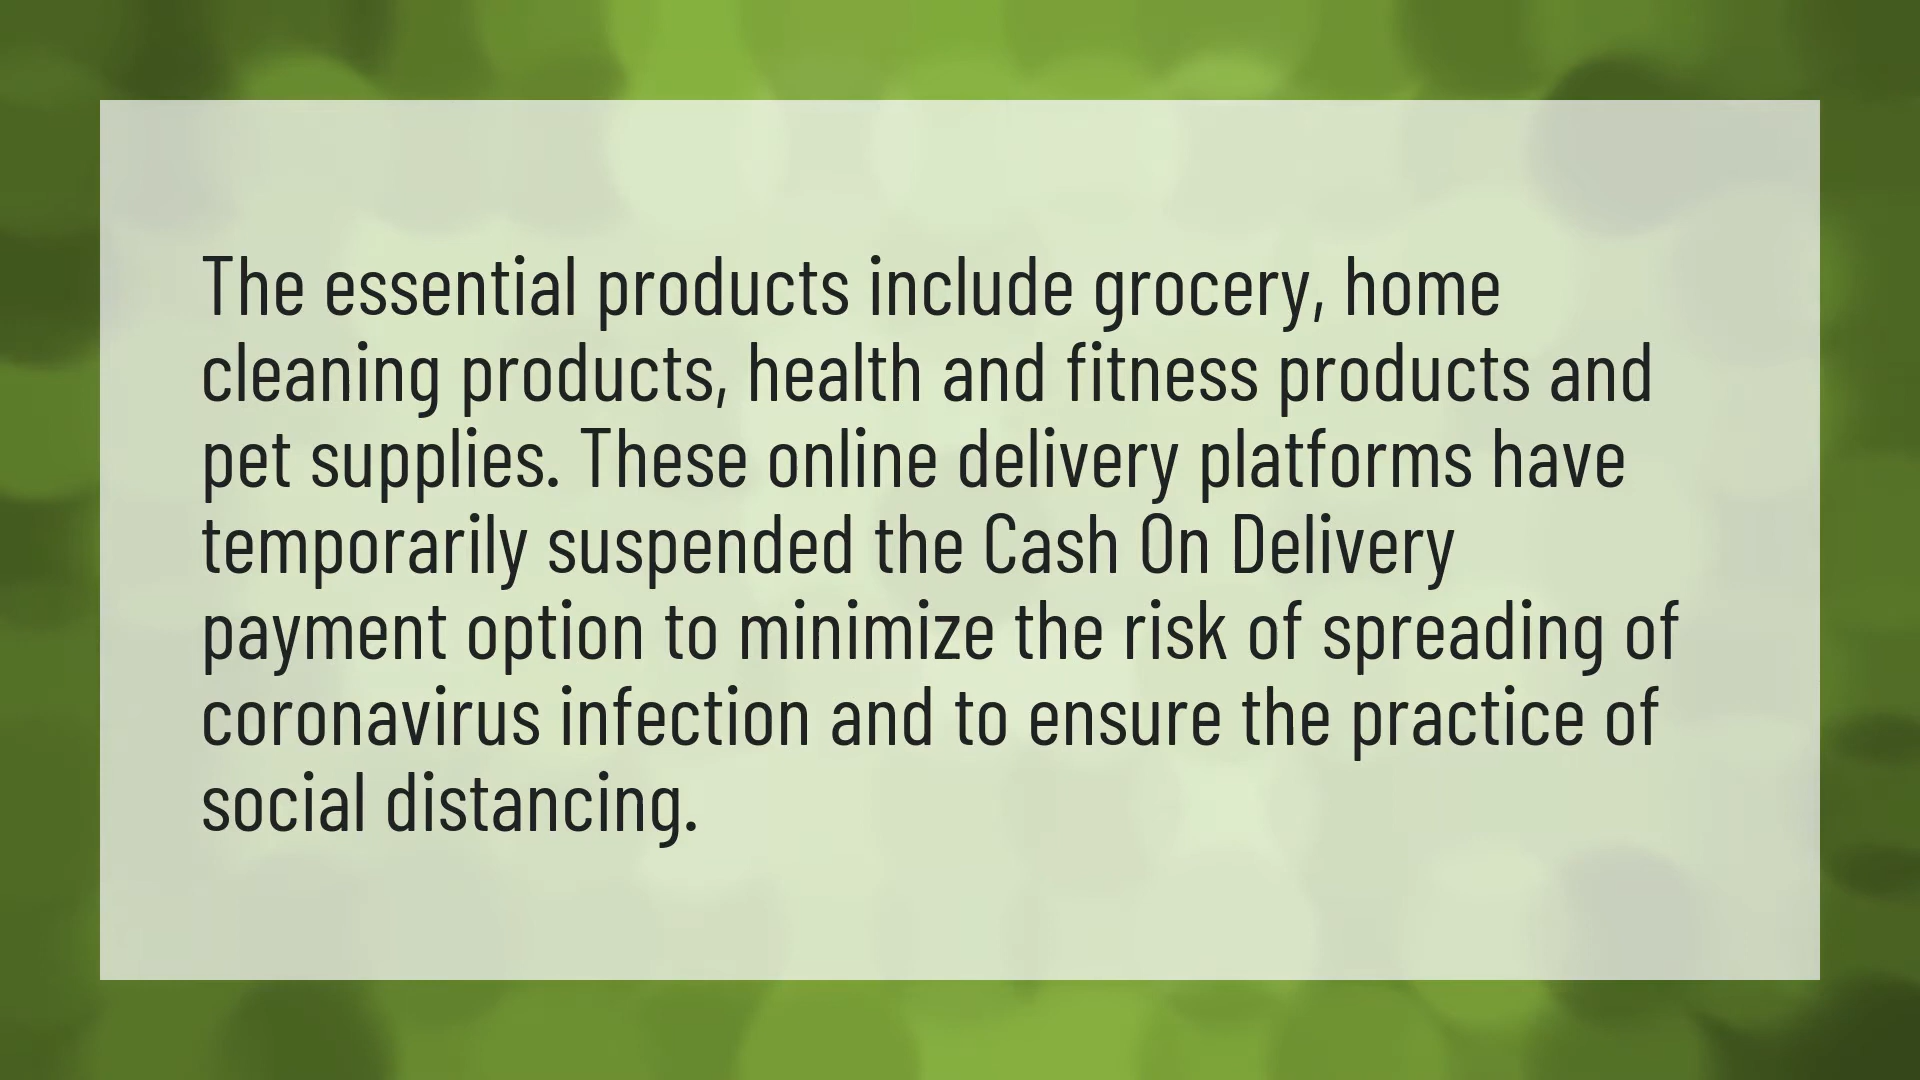 The essential products include grocery, home
cleaning products, health and fitness products and
pet supplies. These online delivery platforms have
temporarily suspended the Cash On Delivery
payment option to minimize the risk of spreading of
coronavirus infection and to ensure the practice of
social distancing.